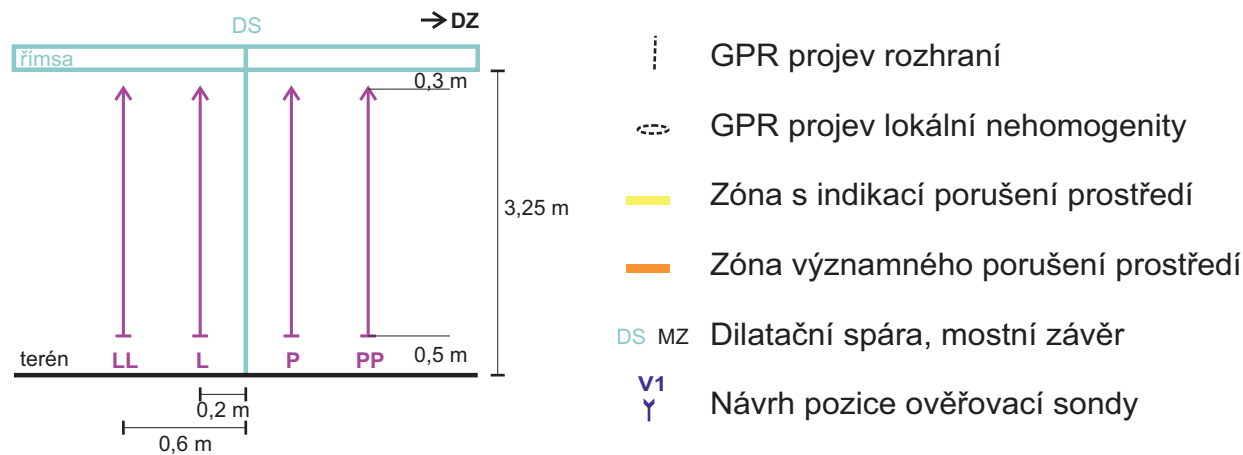 DS
DZ
římsa
0,3 m
3,25 m
0,5 m
terén LL L P PP
0,2 m
0,6 m
GPR projev rozhraní
GPR projev lokální nehomogenity
Zóna s indikací porušení prostředí
Zóna významného porušení prostředí
DS MZ Dilatační spára, mostní závěr
V1
Návrh pozice ověřovací sondy